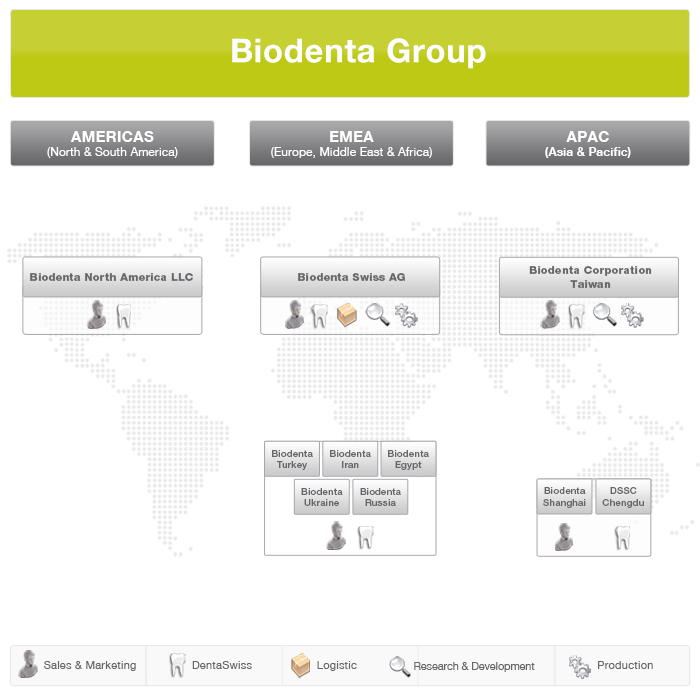 Biodenta Group
AMERICAS
(North & South America)
EMEA
(Europe, Middle East & Africa)
APAC
(Asia & Pacific)
Biodenta North America LLC
Biodenta Swiss AG
Biodenta Corporation
Taiwan
Biodenta
Turkey
Biodenta
Iran
Biodenta
Egypt
Biodenta
Ukraine
Biodenta
Russia
Biodenta
Shanghai
DSSC
Chengdu
Sales & Marketing
DentaSwiss
Logistic
Research & Development
Production